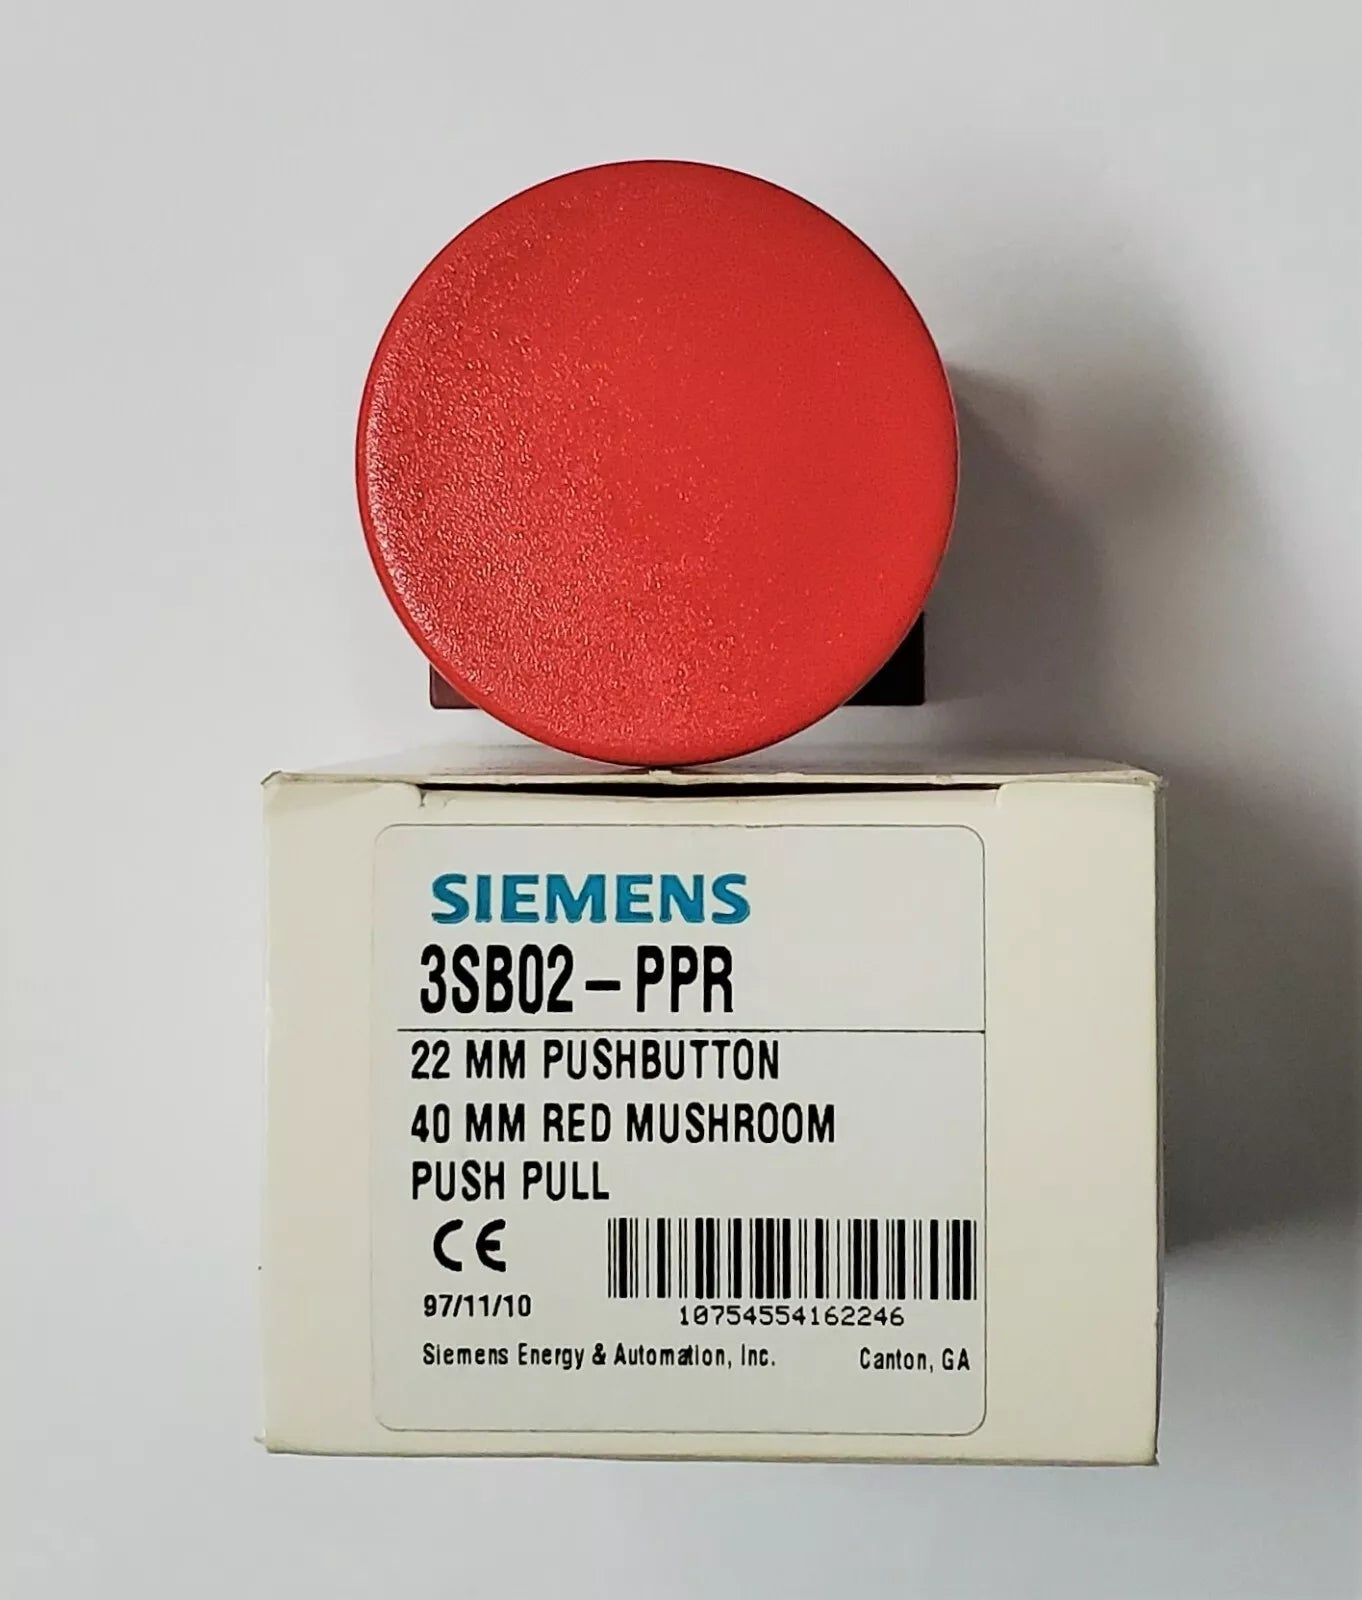 SIEMENS
3SB02-PPR
22 MM PUSHBUTTON
40 MM RED MUSHROOM
PUSH PULL
CE
97/11/10
10754554162246
Siemens Energy & Automation, Inc. Canton, GA